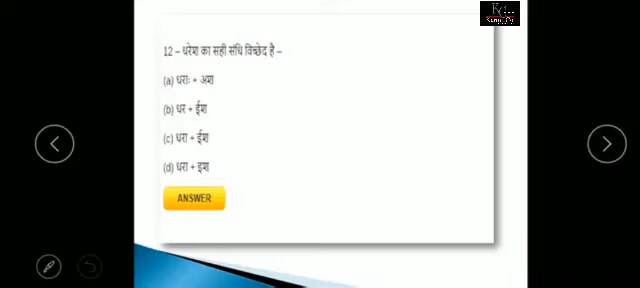 12 – धरेश का सही संधि विच्छेद है –
(a) धराः + अश
(b) धर + ईश
(c) धरा + ईश
(d) धरा + इश
ANSWER